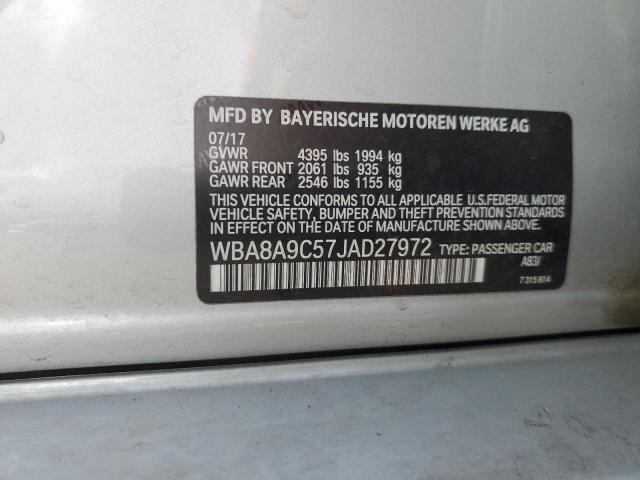 MFD BY BAYERISCHE MOTOREN WERKE AG
07/17
GVWR 4395 lbs 1994 kg
GAWR FRONT 2061 lbs 935 kg
GAWR REAR 2546 lbs 1155 kg
THIS VEHICLE CONFORMS TO ALL APPLICABLE U.S.FEDERAL MOTOR
VEHICLE SAFETY, BUMPER AND THEFT PREVENTION STANDARDS IN
EFFECT ON THE DATE OF MANUFACTURE SHOWN ABOVE.
WBA8A9C57JAD27972 TYPE: PASSENGER CAR
A83/
7315814